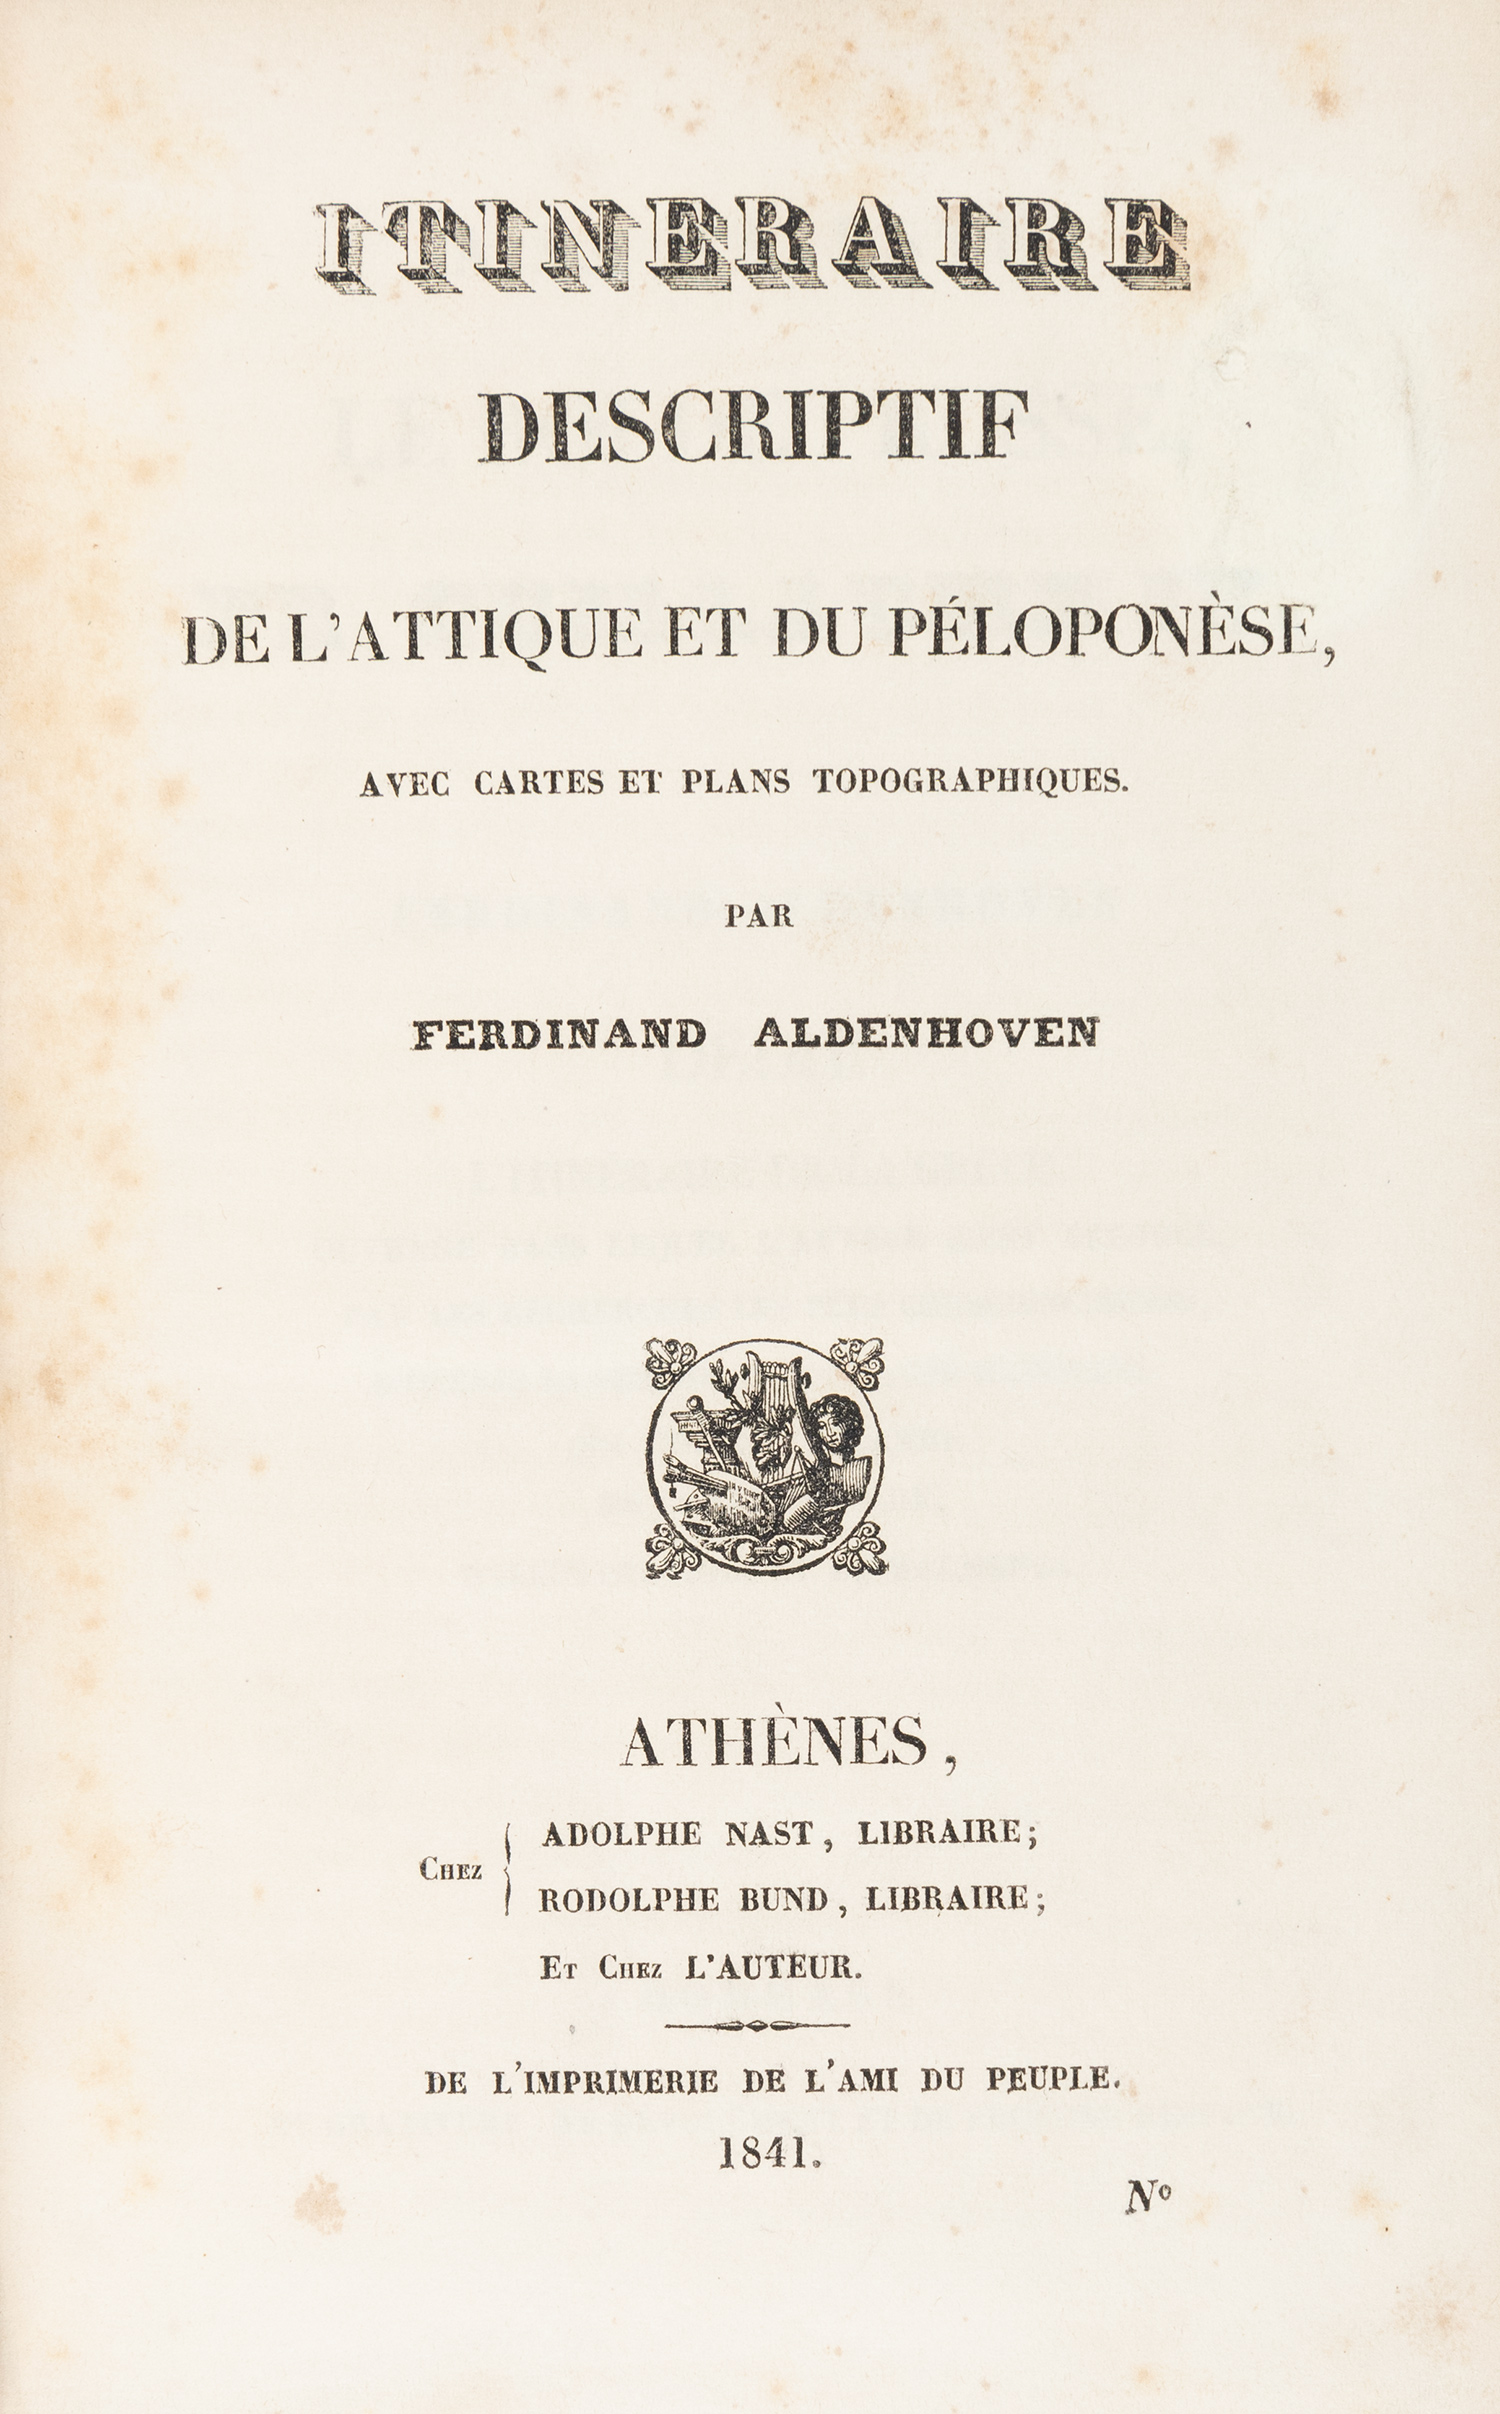 ITINERAIRE
DESCRIPTIF
DE L'ATTIQUE ET DU PÉLOPONÈSE,
AVEC CARTES ET PLANS TOPOGRAPHIQUES.
PAR
FERDINAND ALDENHOVEN
ATHÈNES,
ADOLPHE NAST, LIBRAIRE;
CHEZ
RODOLPHE BUND, LIBRAIRE;
ET CHEZ L'AUTEUR.
DE L'IMPRIMERIE DE L'AMI DU PEUPLE.
1841.
Nº